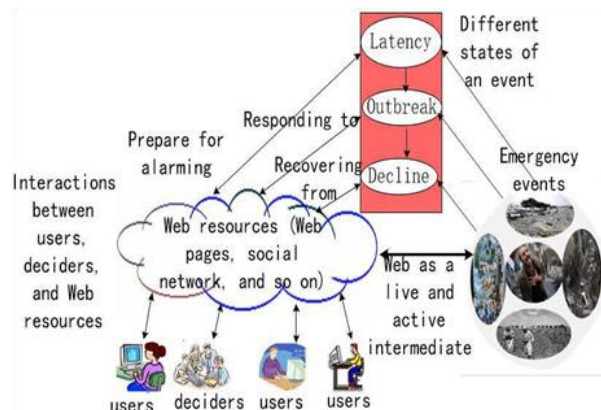 Latency
Different
states of
an event
Outbreak
Responding to
Prepare for
alarming
Recovering
from
Decline
Emergency
events
Interactions
between
users,
deciders,
and Web
resources
Web resources (Web
pages, social
network, and so on)
Web as a
live and
active
intermediate
users
deciders
users
users